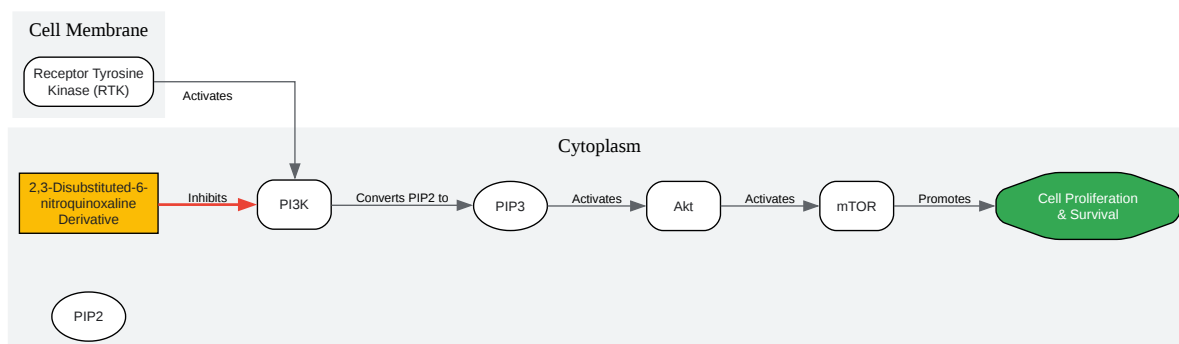 Cell Membrane
Receptor Tyrosine
Kinase (RTK)
Activates
Cytoplasm
2,3-Disubstituted-6-
nitroquinoxaline
Derivative
Inhibits
PI3K
Converts PIP2 to
PIP3
Activates
Akt
Activates
mTOR
Promotes
Cell Proliferation
& Survival
PIP2